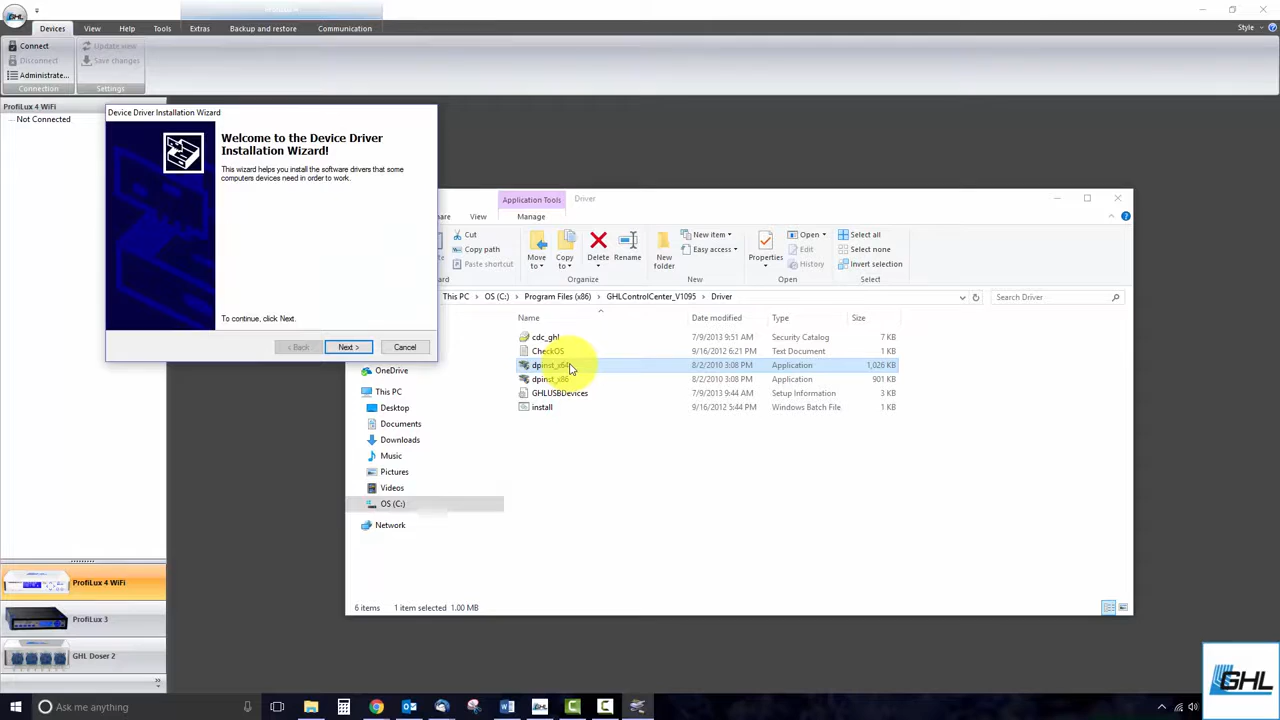 GHL
Devices View Help Tools Extras Backup and restore Communication Style
Connect
Disconnect
Administrate...
Connection
Update view
Save changes
Settings
ProfiLux 4 WiFi
Not Connected
Device Driver Installation Wizard
Welcome to the Device Driver
Installation Wizard!
This wizard helps you install the software drivers that some
computers devices need in order to work.
To continue, click Next.
< Back Next > Cancel
Application Tools Driver
View Manage
Cut
Copy path
Paste shortcut
Move
to
Copy
to
Delete
Rename
Organize
New
folder
New item
Easy access
New
Properties
Open
Edit
History
Open
Select all
Select none
Invert selection
Select
This PC OS (C:) Program Files (x86) GHLControlCenter_V1095 Driver
Search Driver
Name Date modified Type Size
cdc_ghl 7/9/2013 9:51 AM Security Catalog 7 KB
CheckOS 9/16/2012 6:21 PM Text Document 1 KB
dpinst_x64 8/2/2010 3:08 PM Application 1,026 KB
dpinst_x86 8/2/2010 3:08 PM Application 901 KB
GHLUSBDevices 7/9/2013 9:44 AM Setup Information 3 KB
install 9/16/2012 5:44 PM Windows Batch File 1 KB
OneDrive
This PC
Desktop
Documents
Downloads
Music
Pictures
Videos
OS (C:)
Network
6 items 1 item selected 1.00 MB
ProfiLux 4 WiFi
ProfiLux 3
GHL Doser 2
Ask me anything
GHL